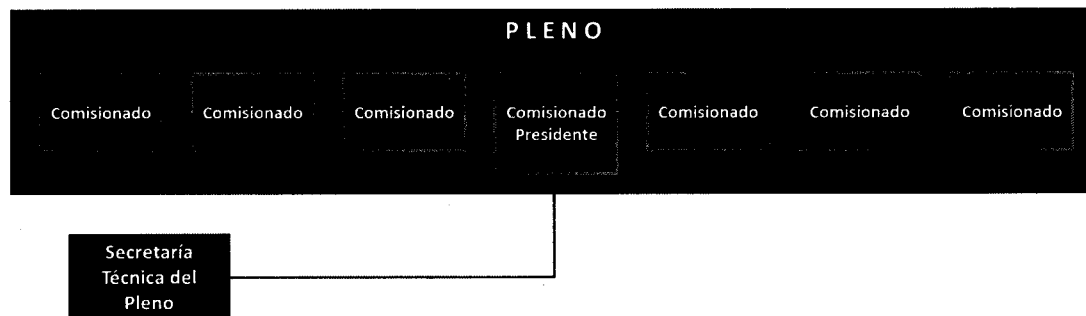 PLENO
Comisionado
Comisionado
Comisionado
Comisionado
Presidente
Comisionado
Comisionado
Comisionado
Secretaría
Técnica del
Pleno